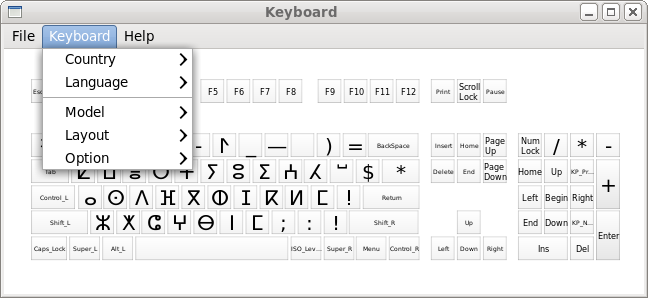 Keyboard
File Keyboard Help
Country
Language
Model
Layout
Option
F5 F6 F7 F8 F9 F10 F11 F12 Print Scroll Lock Pause
- _ — ) = BackSpace Insert Home Page Up Num Lock / * -
Tab $ * Delete End Page Down Home Up KP_Pr... +
Control_L ⴰ ⵙ ⴷ ⴼ ⴳ ⵀ ⵊ ⴽ ⵍ ⵎ ! Return Left Begin Right
Shift_L ⵣ ⵅ ⵛ ⵖ ⴱ ⵏ ⵎ ; : ! Shift_R Up End Down KP_N... Enter
Caps_Lock Super_L Alt_L ISO_Lev... Super_R Menu Control_R Left Down Right Ins Del